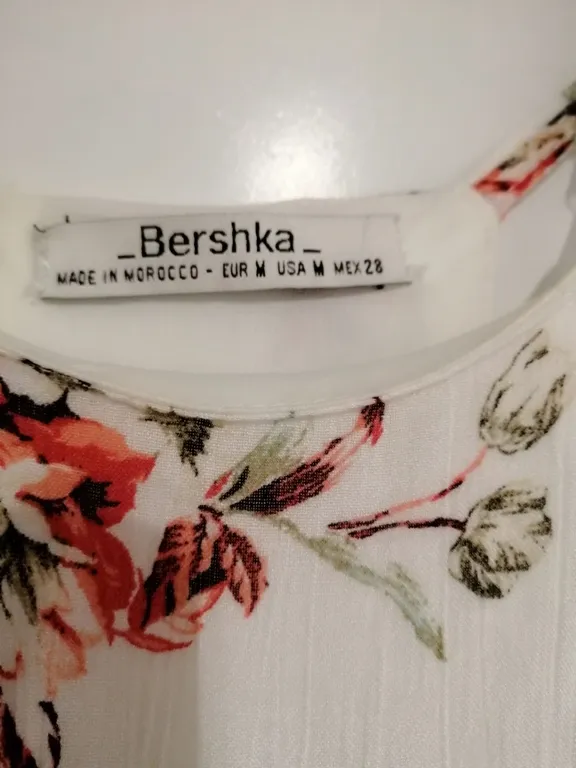 _Bershka_
MADE IN MOROCCO - EUR M USA M MEX 28